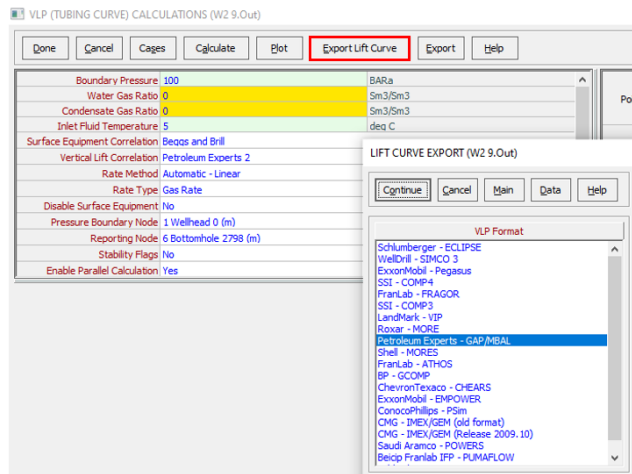 VLP (TUBING CURVE) CALCULATIONS (W2 9.Out)
Done Cancel Cases Calculate Plot Export Lift Curve Export Help
Boundary Pressure 100 BARa
Water Gas Ratio 0 Sm3/Sm3
Condensate Gas Ratio 0 Sm3/Sm3
Inlet Fluid Temperature 5 deg C
Surface Equipment Correlation Beggs and Brill
Vertical Lift Correlation Petroleum Experts 2
Rate Method Automatic - Linear
Rate Type Gas Rate
Disable Surface Equipment No
Pressure Boundary Node 1 Wellhead 0 (m)
Reporting Node 6 Bottomhole 2798 (m)
Stability Flags No
Enable Parallel Calculation Yes
Po
LIFT CURVE EXPORT (W2 9.Out)
Continue Cancel Main Data Help
VLP Format
Schlumberger - ECLIPSE
WellDrill - SIMCO 3
ExxonMobil - Pegasus
SSI - COMP4
FranLab - FRAGOR
SSI - COMP3
LandMark - VIP
Roxar - MORE
Petroleum Experts - GAP/MBAL
Shell - MORES
FranLab - ATHOS
BP - GCOMP
ChevronTexaco - CHEARS
ExxonMobil - EMPOWER
ConocoPhillips - PSim
CMG - IMEX/GEM (old format)
CMG - IMEX/GEM (Release 2009.10)
Saudi Aramco - POWERS
Beicip Franlab IFP - PUMAFLOW